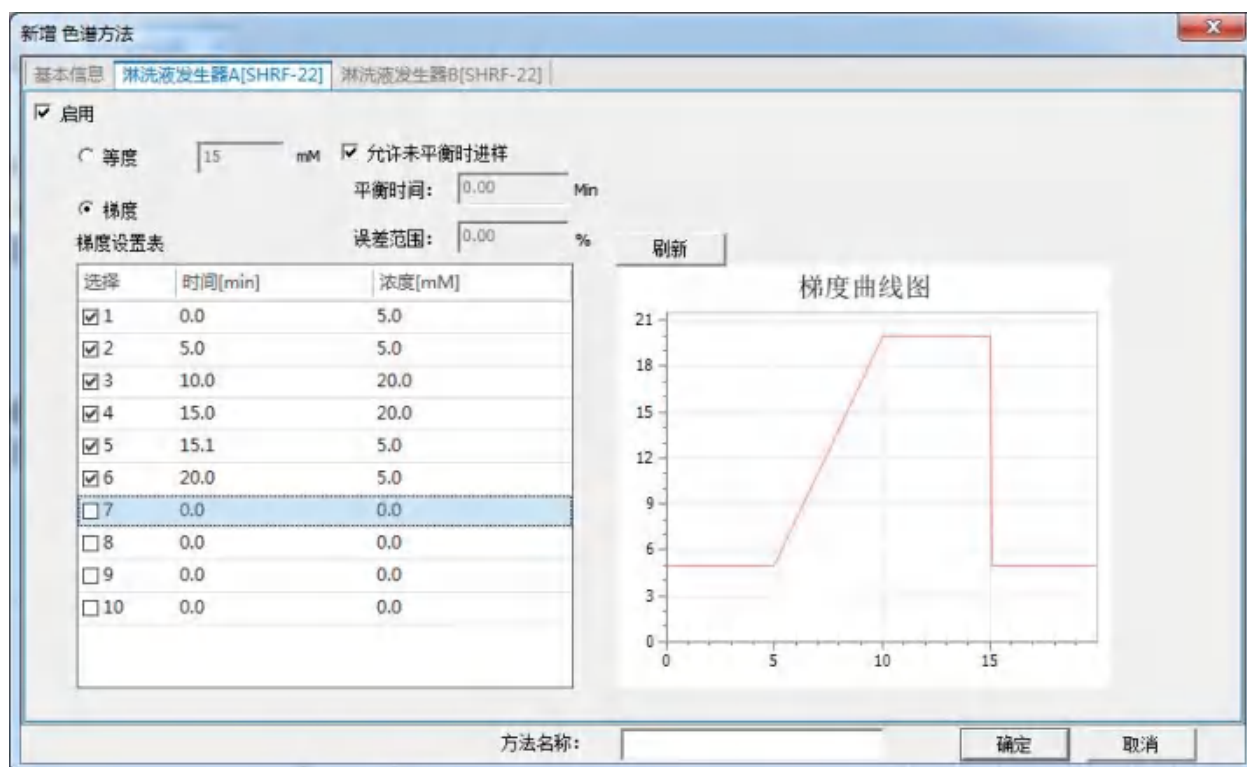 新增 色谱方法
基本信息 淋洗液发生器A[SHRF-22] 淋洗液发生器B[SHRF-22]
启用
等度 15 mM 允许未平衡时进样
平衡时间: 0.00 Min
梯度
梯度设置表 误差范围: 0.00 % 刷新
选择 时间[min] 浓度[mM]
1 0.0 5.0
2 5.0 5.0
3 10.0 20.0
4 15.0 20.0
5 15.1 5.0
6 20.0 5.0
7 0.0 0.0
8 0.0 0.0
9 0.0 0.0
10 0.0 0.0
梯度曲线图
21
18
15
12
9
6
3
0
0 5 10 15
方法名称: 确定 取消